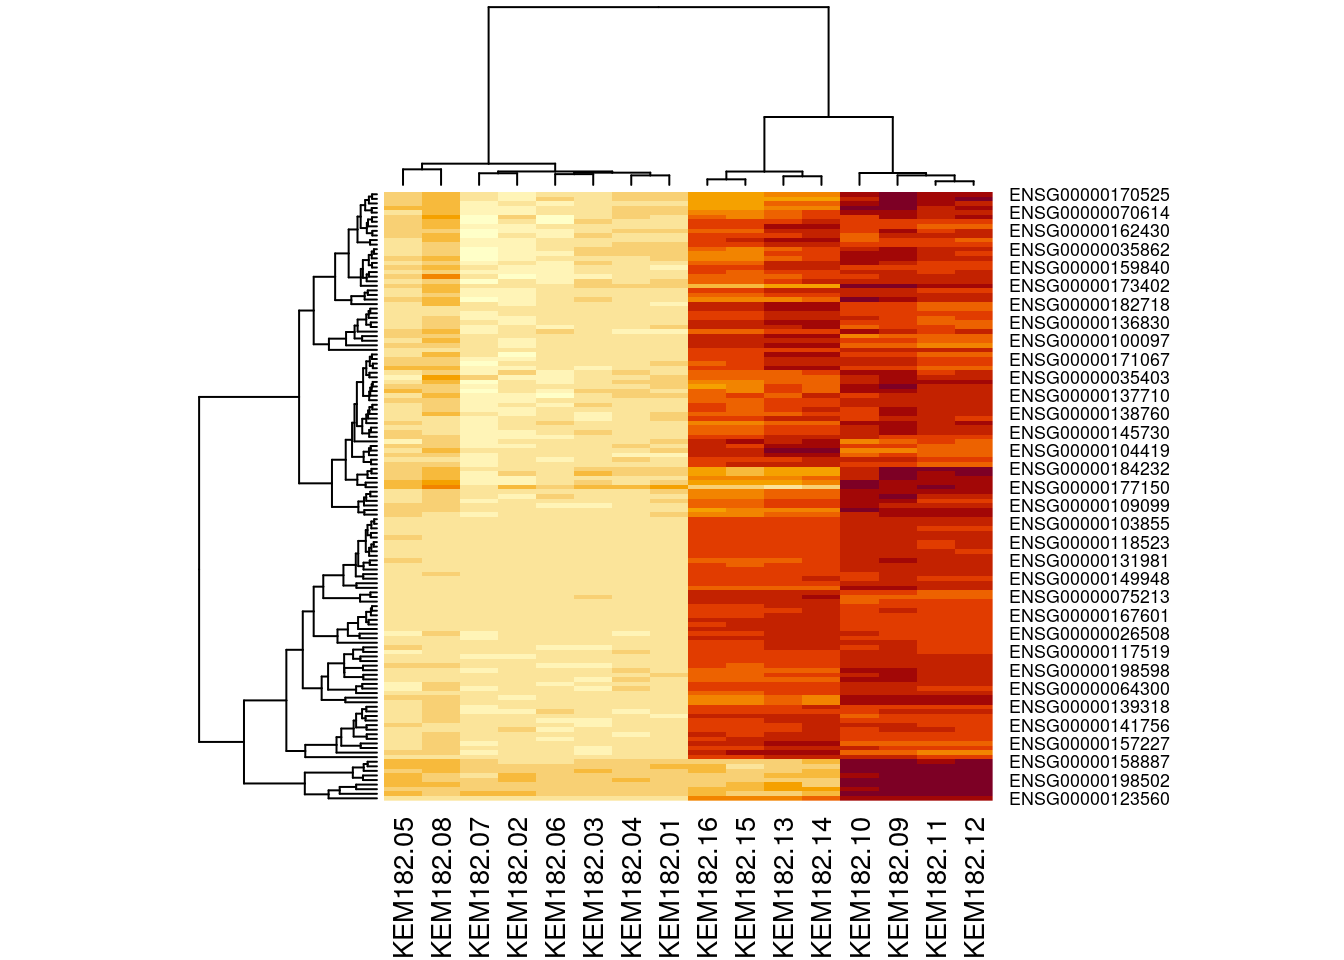 ENSG00000170525
ENSG00000070614
ENSG00000162430
ENSG00000035862
ENSG00000159840
ENSG00000173402
ENSG00000182718
ENSG00000136830
ENSG00000100097
ENSG00000171067
ENSG00000035403
ENSG00000137710
ENSG00000138760
ENSG00000145730
ENSG00000104419
ENSG00000184232
ENSG00000177150
ENSG00000109099
ENSG00000103855
ENSG00000118523
ENSG00000131981
ENSG00000149948
ENSG00000075213
ENSG00000167601
ENSG00000026508
ENSG00000117519
ENSG00000198598
ENSG00000064300
ENSG00000139318
ENSG00000141756
ENSG00000157227
ENSG00000158887
ENSG00000198502
ENSG00000123560
KEM182.05
KEM182.08
KEM182.07
KEM182.02
KEM182.06
KEM182.03
KEM182.04
KEM182.01
KEM182.16
KEM182.15
KEM182.13
KEM182.14
KEM182.10
KEM182.09
KEM182.11
KEM182.12